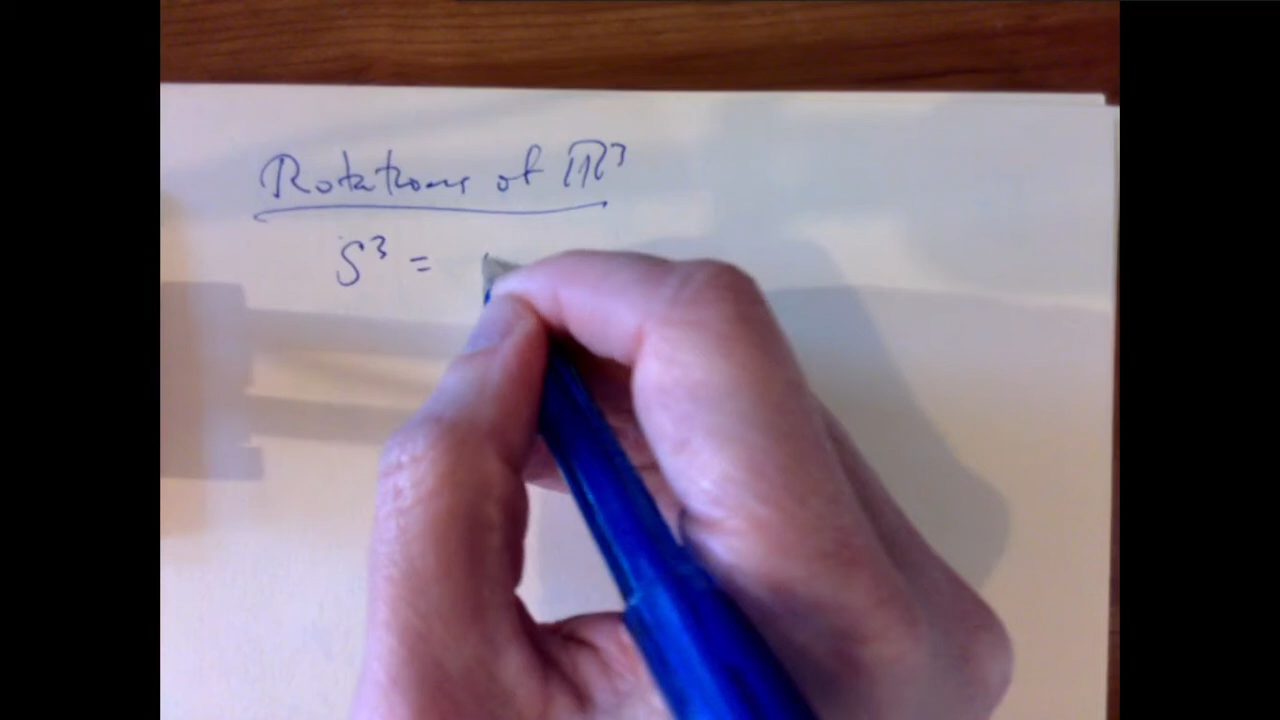 Rotations of ℝ³
S³ =